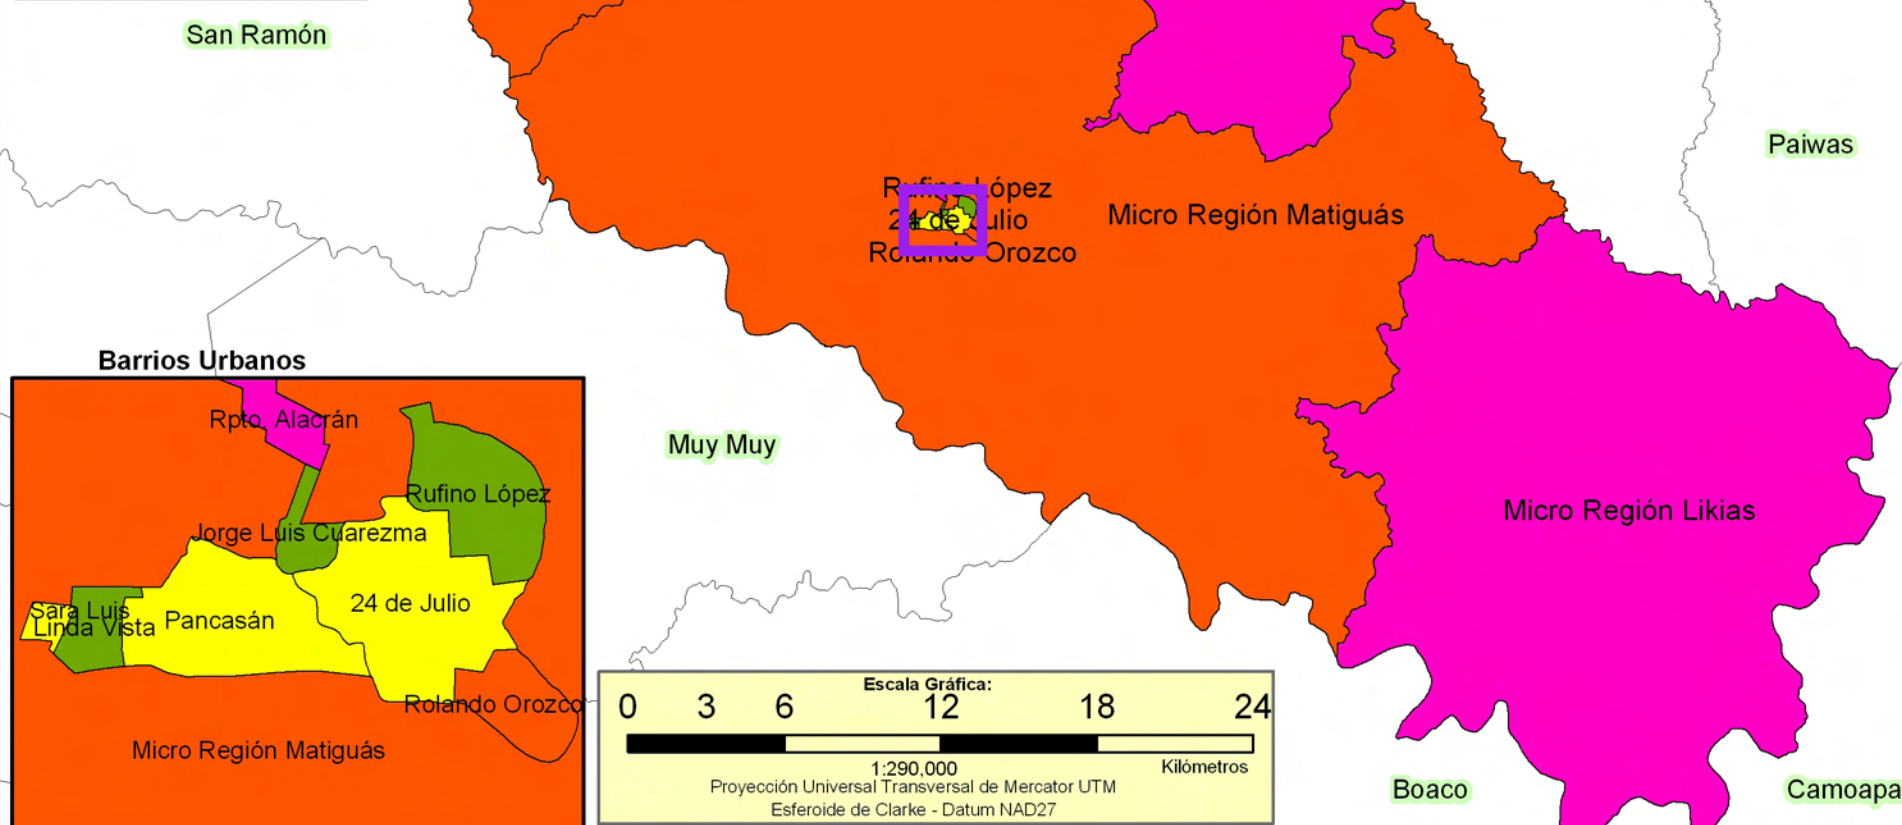 San Ramón
Paiwas
Rufino López
24 de Julio
Rolando Orozco
Micro Región Matiguás
Barrios Urbanos
Rpto. Alacrán
Rufino López
Jorge Luis Cuarezma
24 de Julio
Sara Luis
Linda Vista
Pancasán
Rolando Orozco
Micro Región Matiguás
Muy Muy
Micro Región Likias
Escala Gráfica:
0 3 6 12 18 24
1:290,000
Kilómetros
Proyección Universal Transversal de Mercator UTM
Esferoide de Clarke - Datum NAD27
Boaco
Camoapa